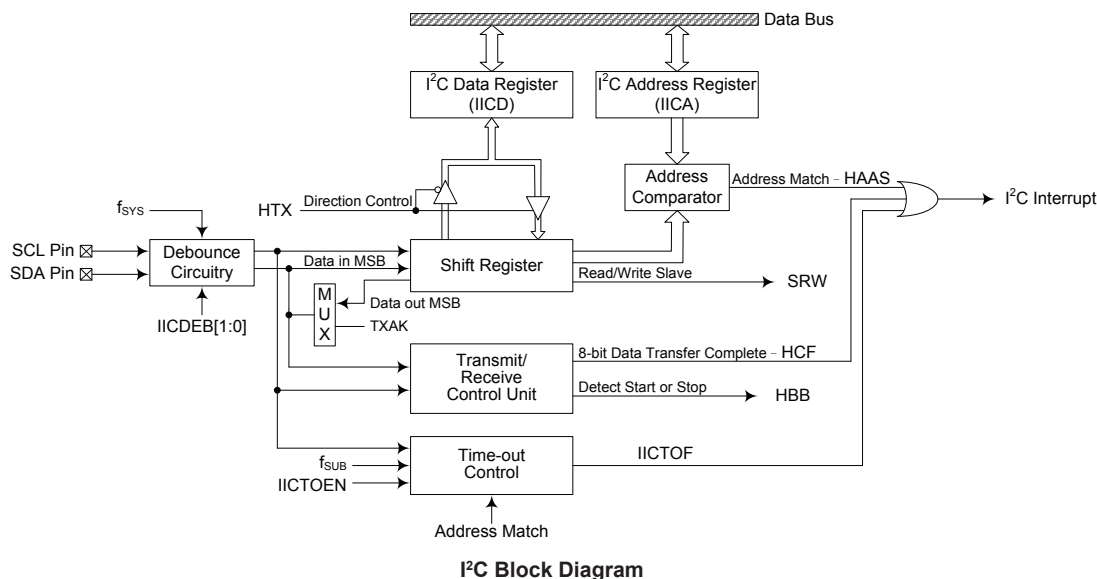 Data Bus
I²C Data Register
(IICD)
I²C Address Register
(IICA)
Address
Comparator
Address Match – HAAS
I²C Interrupt
HTX
Direction Control
fSYS
SCL Pin
SDA Pin
Debounce
Circuitry
IICDEB[1:0]
Data in MSB
Shift Register
Read/Write Slave
SRW
M
U
X
Data out MSB
TXAK
Transmit/
Receive
Control Unit
8-bit Data Transfer Complete – HCF
Detect Start or Stop
HBB
fSUB
IICTOEN
Time-out
Control
IICTOF
Address Match
I²C Block Diagram